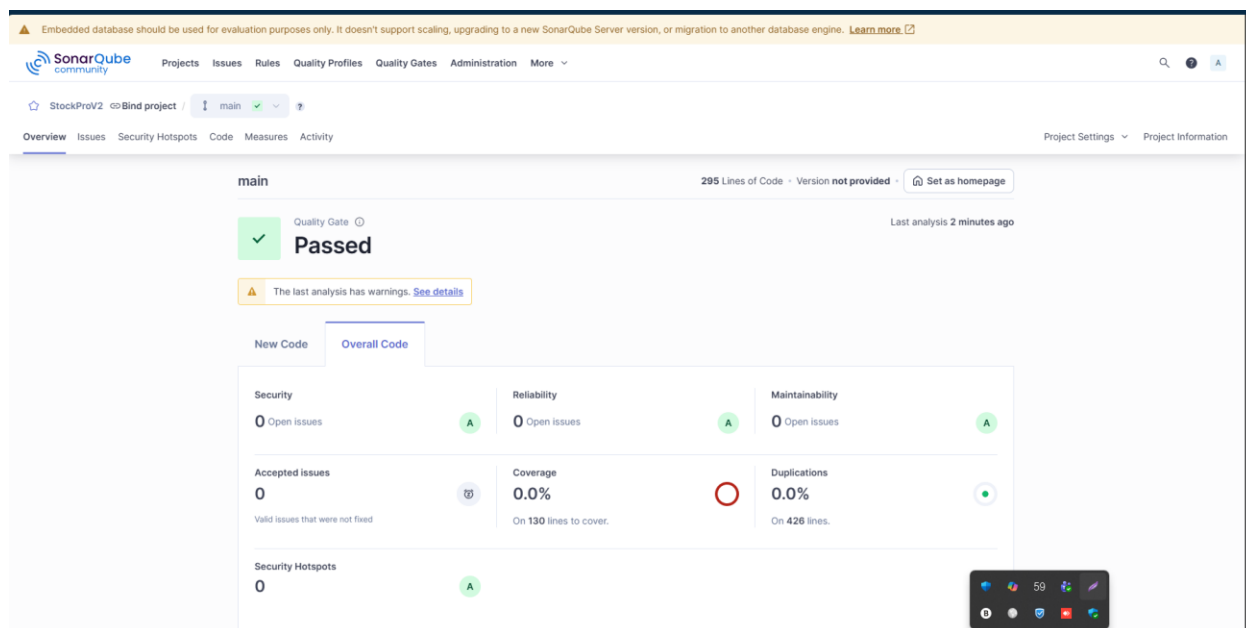 Embedded database should be used for evaluation purposes only. It doesn't support scaling, upgrading to a new SonarQube Server version, or migration to another database engine. Learn more
SonarQube community Projects Issues Rules Quality Profiles Quality Gates Administration More ? A
StockProV2 Bind project / main ?
Overview Issues Security Hotspots Code Measures Activity Project Settings Project Information
main 295 Lines of Code • Version not provided • Set as homepage
Quality Gate Last analysis 2 minutes ago
Passed
The last analysis has warnings. See details
New Code Overall Code
Security Reliability Maintainability
0 Open issues A 0 Open issues A 0 Open issues A
Accepted issues Coverage Duplications
0 0.0% 0.0%
Valid issues that were not fixed On 130 lines to cover. On 426 lines.
Security Hotspots
0 A
59
B